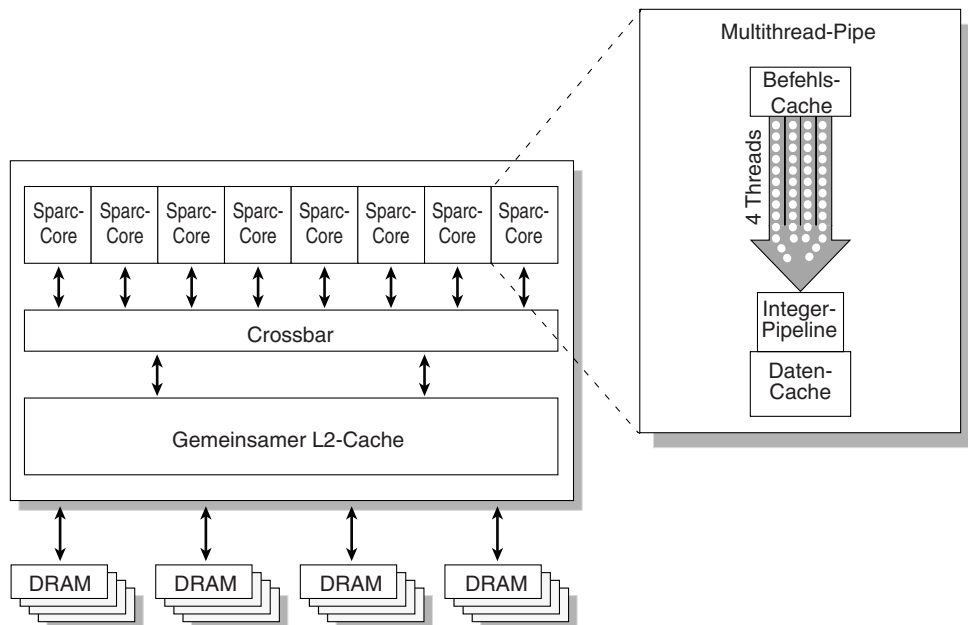 Multithread-Pipe
Befehls-
Cache
4 Threads
Integer-
Pipeline
Daten-
Cache
Sparc-
Core
Sparc-
Core
Sparc-
Core
Sparc-
Core
Sparc-
Core
Sparc-
Core
Sparc-
Core
Sparc-
Core
Crossbar
Gemeinsamer L2-Cache
DRAM
DRAM
DRAM
DRAM